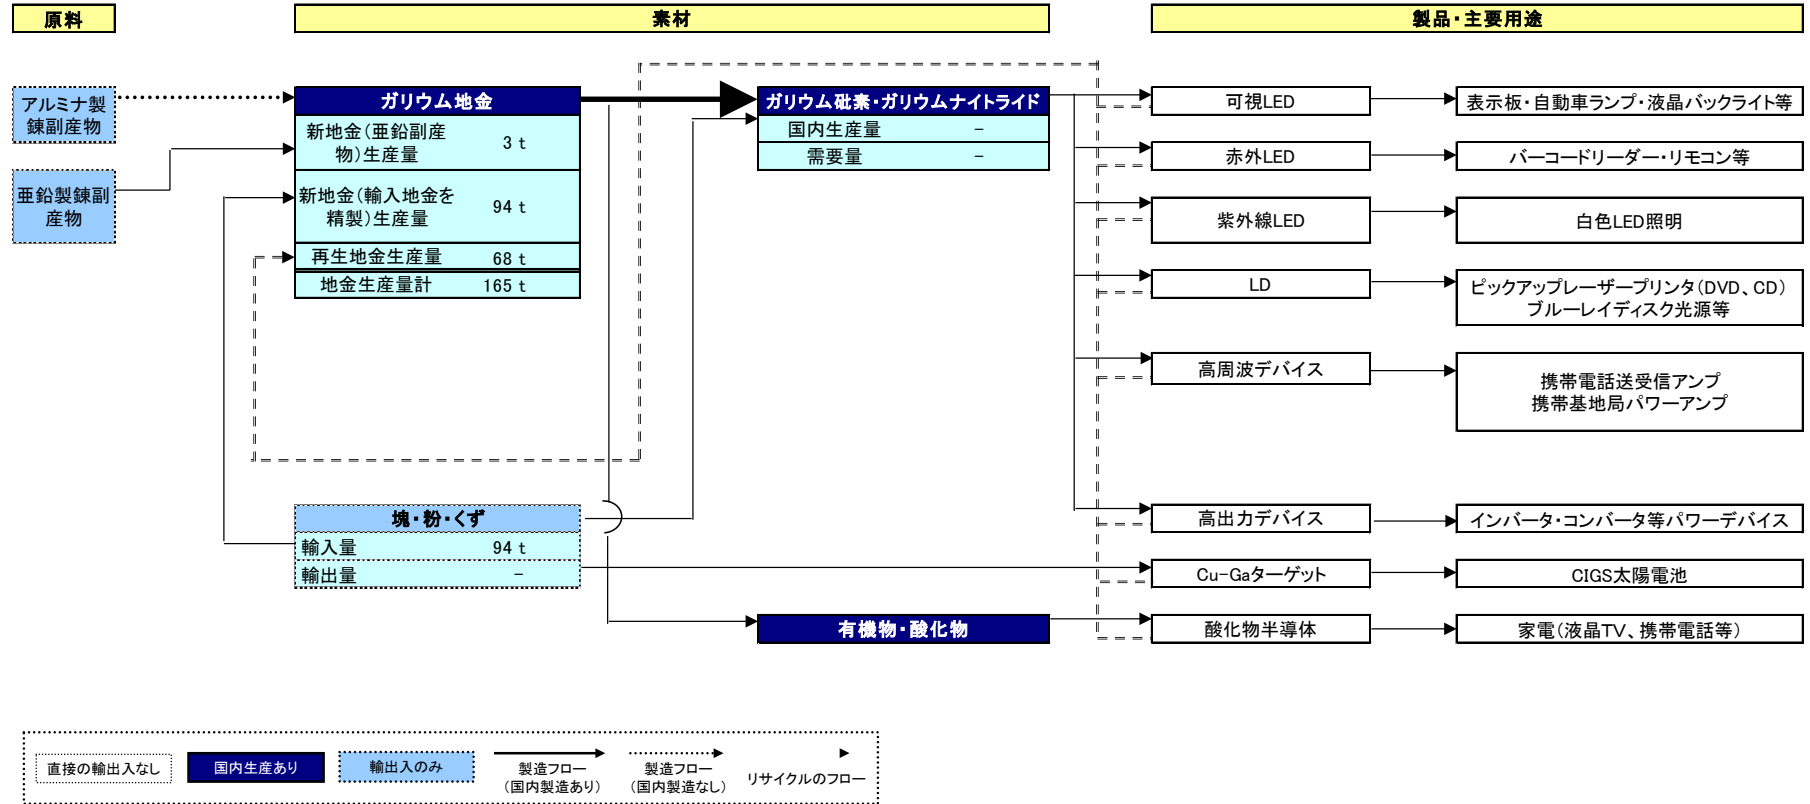 原料
素材
製品・主要用途
アルミナ製
錬副産物
亜鉛製錬副
産物
ガリウム地金
新地金(亜鉛副産
物)生産量
3 t
新地金(輸入地金を
精製)生産量
94 t
再生地金生産量
68 t
地金生産量計
165 t
塊・粉・くず
輸入量
94 t
輸出量
-
ガリウム砒素・ガリウムナイトライド
国内生産量
-
需要量
-
有機物・酸化物
可視LED
表示板・自動車ランプ・液晶バックライト等
赤外LED
バーコードリーダー・リモコン等
紫外線LED
白色LED照明
LD
ピックアップレーザープリンタ(DVD、CD)
ブルーレイディスク光源等
高周波デバイス
携帯電話送受信アンプ
携帯基地局パワーアンプ
高出力デバイス
インバータ・コンバータ等パワーデバイス
Cu-Gaターゲット
CIGS太陽電池
酸化物半導体
家電(液晶TV、携帯電話等)
直接の輸出入なし
国内生産あり
輸出入のみ
製造フロー
(国内製造あり)
製造フロー
(国内製造なし)
リサイクルのフロー